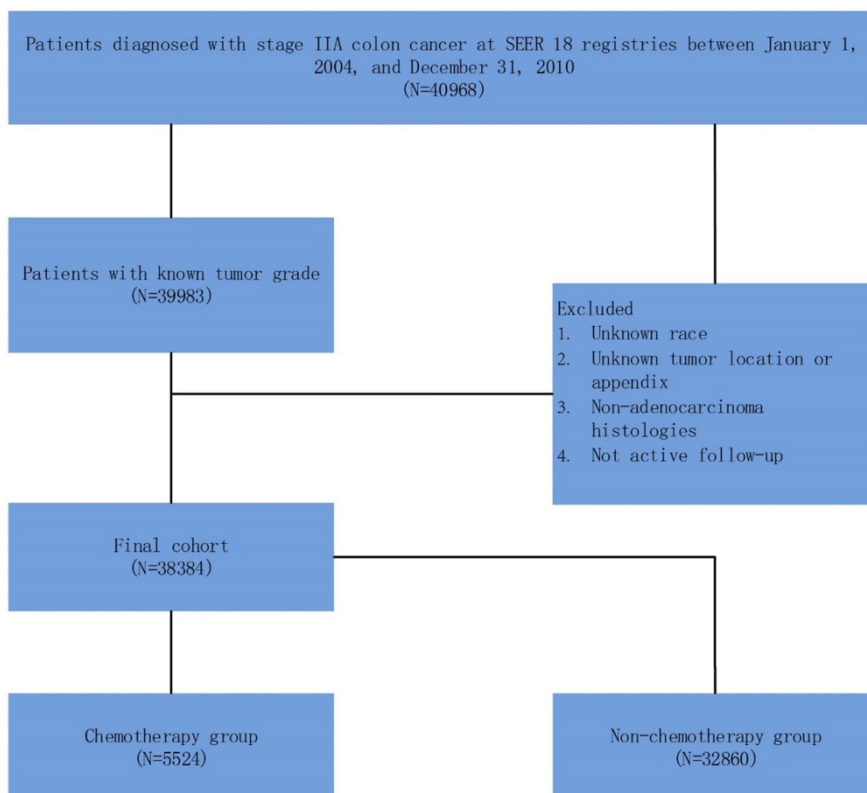 Patients diagnosed with stage IIA colon cancer at SEER 18 registries between January 1,
2004, and December 31, 2010
(N=40968)
Patients with known tumor grade
(N=39983)
Excluded
1. Unknown race
2. Unknown tumor location or
appendix
3. Non-adenocarcinoma
histologies
4. Not active follow-up
Final cohort
(N=38384)
Chemotherapy group
(N=5524)
Non-chemotherapy group
(N=32860)